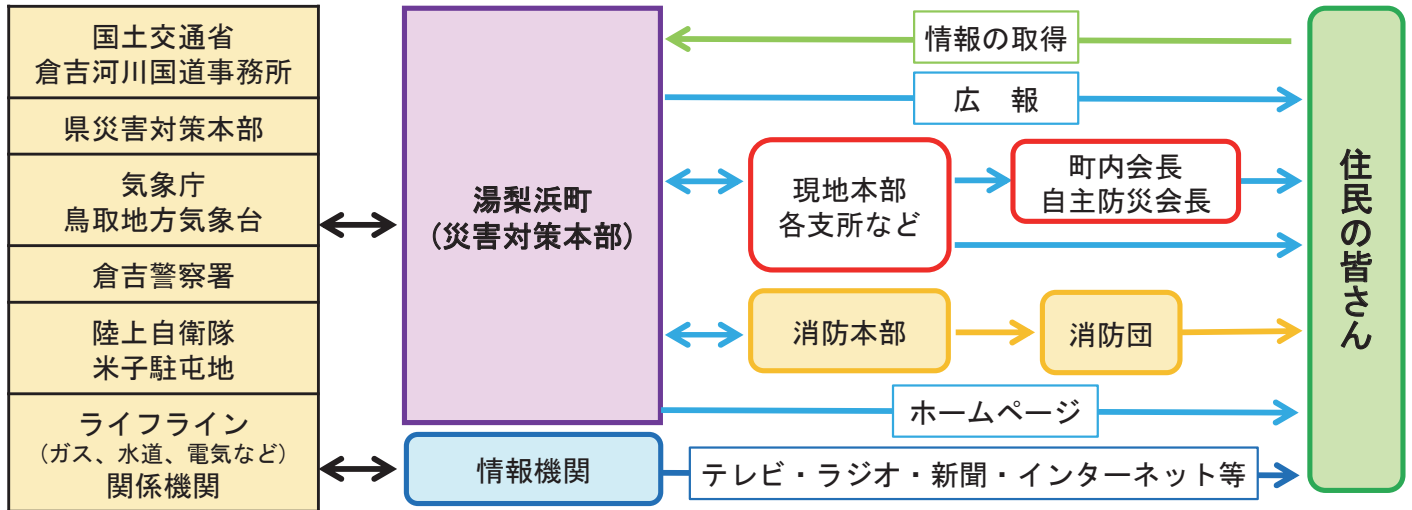 国土交通省
倉吉河川国道事務所
県災害対策本部
気象庁
鳥取地方気象台
倉吉警察署
陸上自衛隊
米子駐屯地
ライフライン
(ガス、水道、電気など)
関係機関
湯梨浜町
(災害対策本部)
情報機関
情報の取得
広　報
現地本部
各支所など
町内会長
自主防災会長
消防本部
消防団
ホームページ
テレビ・ラジオ・新聞・インターネット等
住民の皆さん